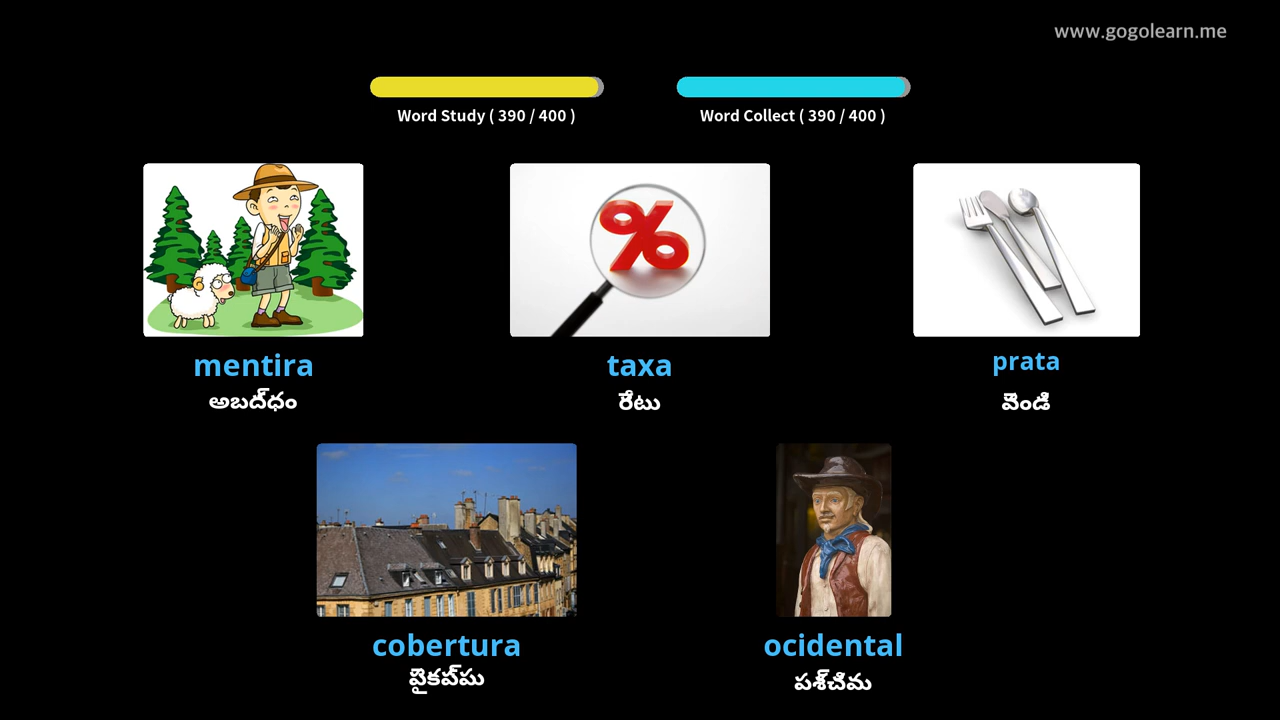 www.gogolearn.me
Word Study ( 390 / 400 )
Word Collect ( 390 / 400 )
mentira
అబద్ధం
taxa
రేటు
prata
వెండి
cobertura
పైకప్పు
ocidental
పశ్చిమ